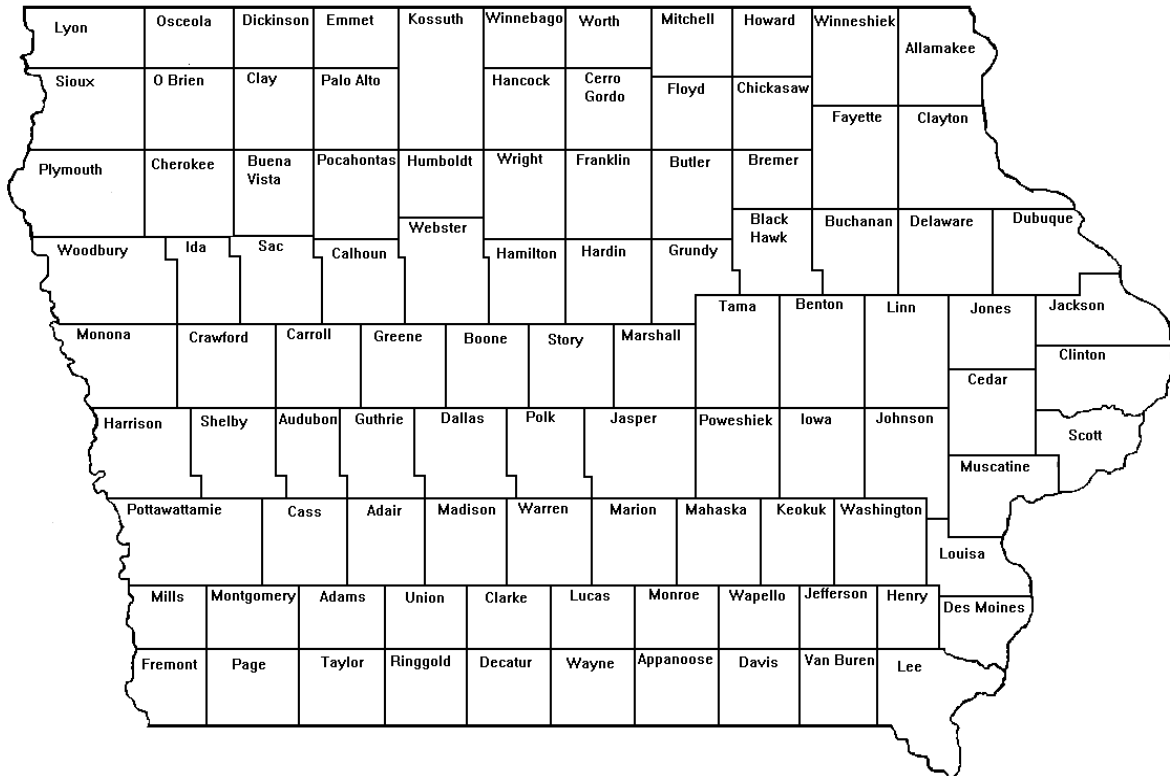 Lyon
Osceola
Dickinson
Emmet
Kossuth
Winnebago
Worth
Mitchell
Howard
Winneshiek
Allamakee
Sioux
O Brien
Clay
Palo Alto
Hancock
Cerro
Gordo
Floyd
Chickasaw
Fayette
Clayton
Plymouth
Cherokee
Buena
Vista
Pocahontas
Humboldt
Wright
Franklin
Butler
Bremer
Webster
Black
Hawk
Buchanan
Delaware
Dubuque
Woodbury
Ida
Sac
Calhoun
Hamilton
Hardin
Grundy
Tama
Benton
Linn
Jones
Jackson
Monona
Crawford
Carroll
Greene
Boone
Story
Marshall
Clinton
Cedar
Harrison
Shelby
Audubon
Guthrie
Dallas
Polk
Jasper
Poweshiek
Iowa
Johnson
Scott
Muscatine
Pottawattamie
Cass
Adair
Madison
Warren
Marion
Mahaska
Keokuk
Washington
Louisa
Mills
Montgomery
Adams
Union
Clarke
Lucas
Monroe
Wapello
Jefferson
Henry
Des Moines
Fremont
Page
Taylor
Ringgold
Decatur
Wayne
Appanoose
Davis
Van Buren
Lee